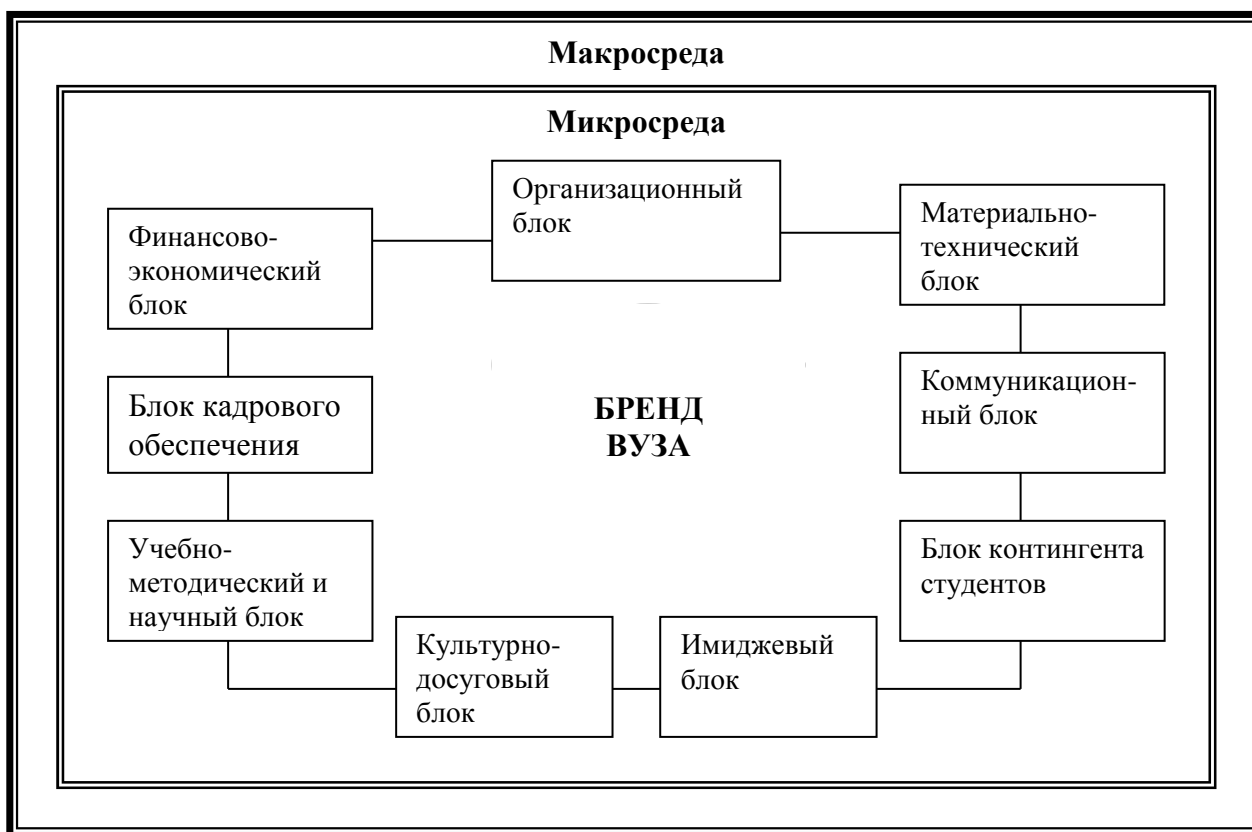 Макросреда
Микросреда
Организационный
блок
Финансово-
экономический
блок
Материально-
технический
блок
Блок кадрового
обеспечения
БРЕНД
ВУЗА
Коммуникацион-
ный блок
Учебно-
методический и
научный блок
Блок контингента
студентов
Культурно-
досуговый
блок
Имиджевый
блок